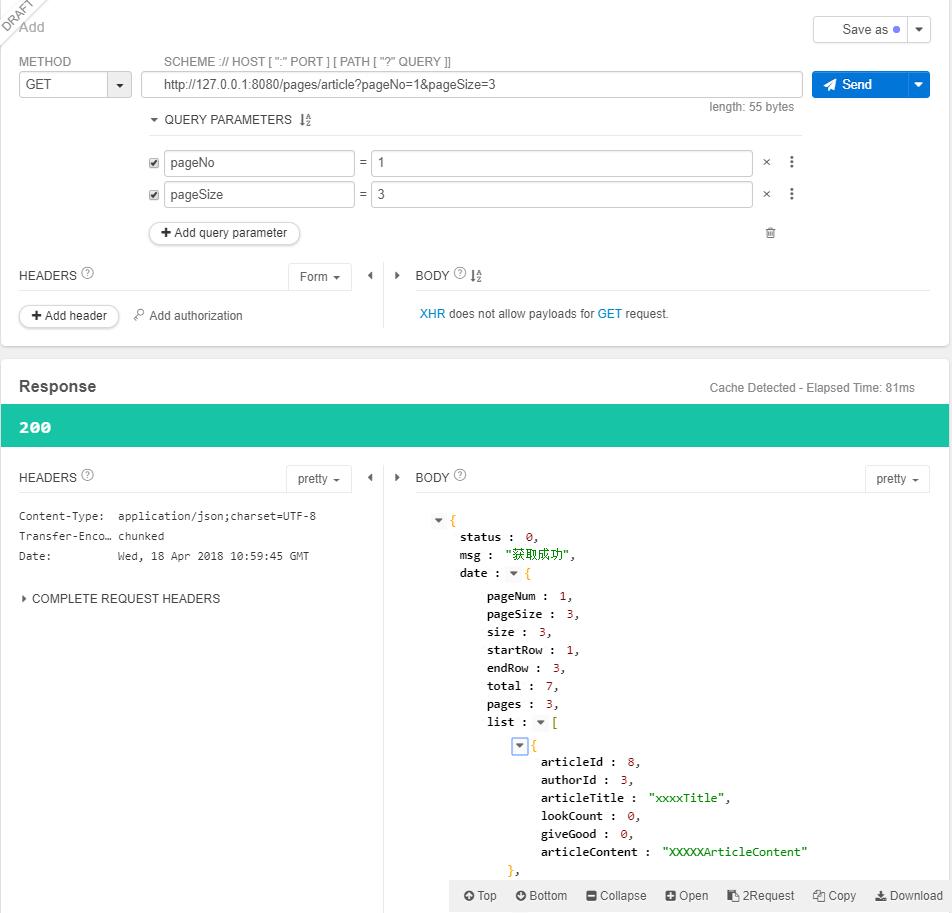 DRAFT
Add
Save as
METHOD
SCHEME :// HOST [ ":" PORT ] [ PATH [ "?" QUERY ]]
GET
http://127.0.0.1:8080/pages/article?pageNo=1&pageSize=3
Send
length: 55 bytes
QUERY PARAMETERS
pageNo = 1 ×
pageSize = 3 ×
+ Add query parameter
HEADERS ? Form
BODY ?
+ Add header Add authorization
XHR does not allow payloads for GET request.
Response
Cache Detected - Elapsed Time: 81ms
200
HEADERS ? pretty
BODY ? pretty
Content-Type: application/json;charset=UTF-8
Transfer-Enco… chunked
Date: Wed, 18 Apr 2018 10:59:45 GMT
COMPLETE REQUEST HEADERS
{
status : 0,
msg : "获取成功",
date : {
pageNum : 1,
pageSize : 3,
size : 3,
startRow : 1,
endRow : 3,
total : 7,
pages : 3,
list : [
{
articleId : 8,
authorId : 3,
articleTitle : "xxxxTitle",
lookCount : 0,
giveGood : 0,
articleContent : "XXXXXArticleContent"
},
Top Bottom Collapse Open 2Request Copy Download